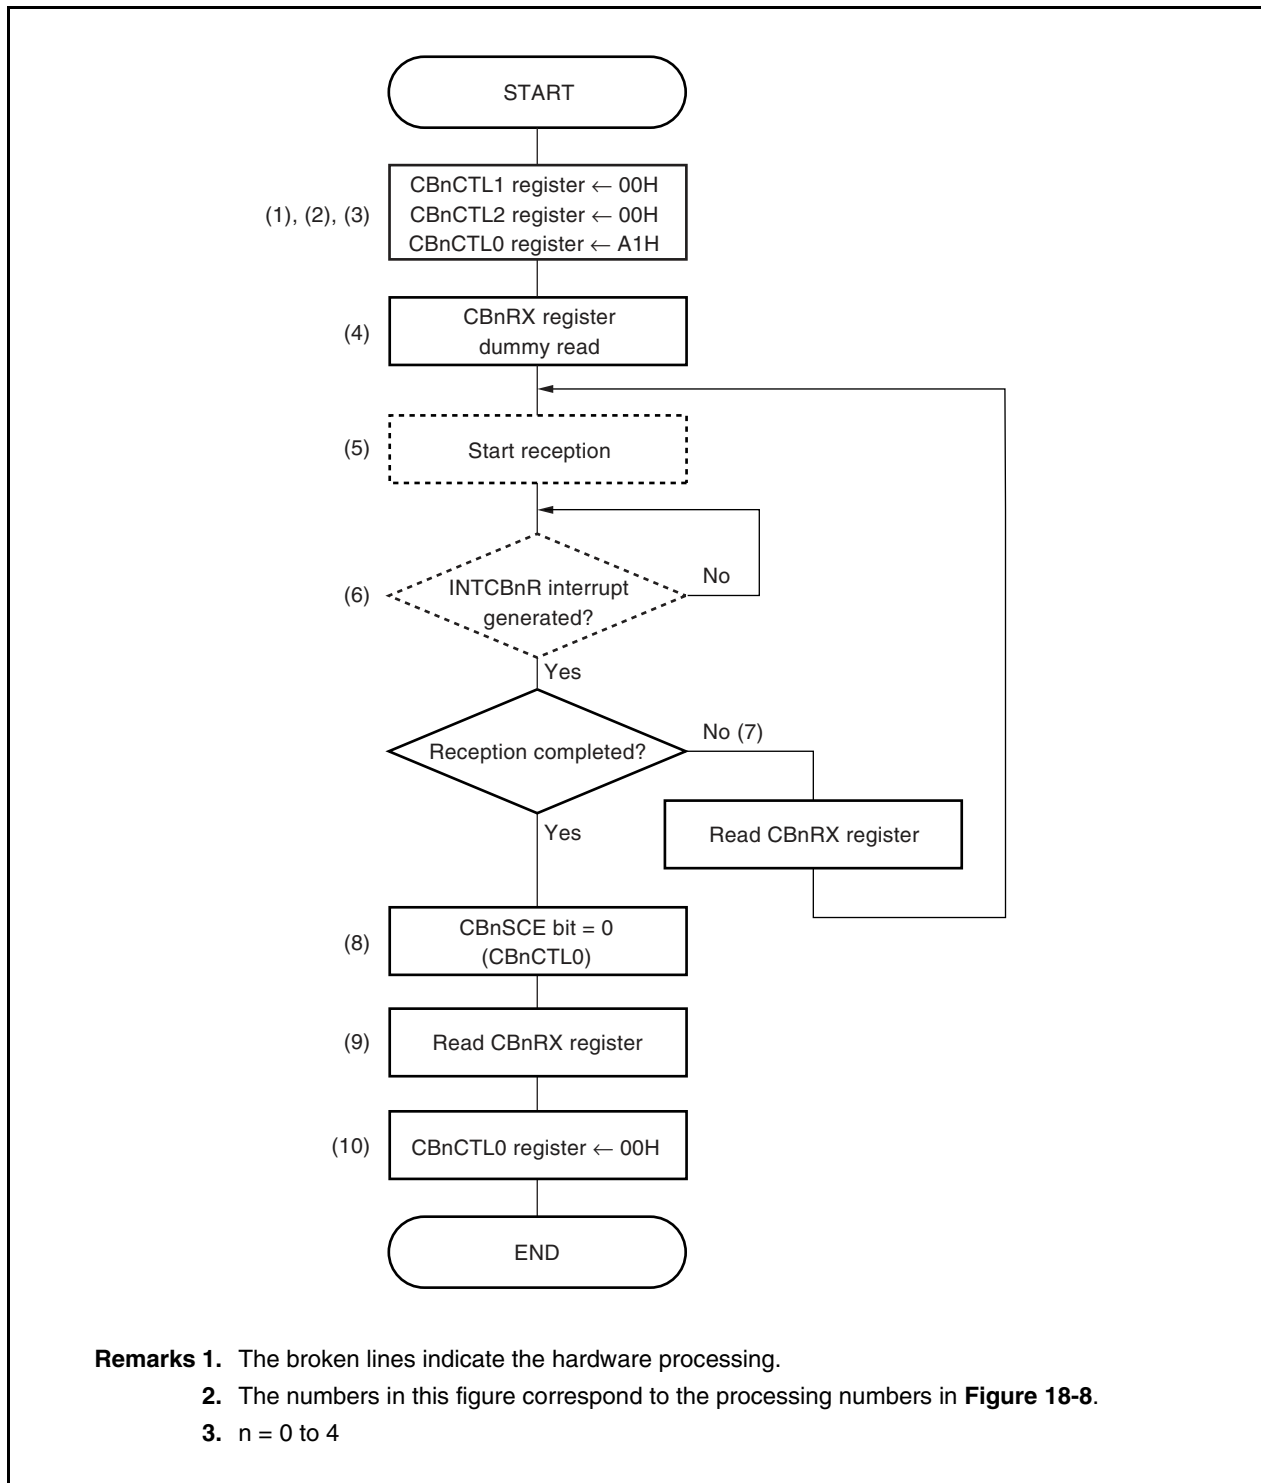 START
(1), (2), (3)
CBnCTL1 register ← 00H
CBnCTL2 register ← 00H
CBnCTL0 register ← A1H
(4)
CBnRX register
dummy read
(5)
Start reception
(6)
INTCBnR interrupt
generated?
No
Yes
Reception completed?
No (7)
Read CBnRX register
Yes
(8)
CBnSCE bit = 0
(CBnCTL0)
(9)
Read CBnRX register
(10)
CBnCTL0 register ← 00H
END
Remarks 1. The broken lines indicate the hardware processing.
2. The numbers in this figure correspond to the processing numbers in Figure 18-8.
3. n = 0 to 4